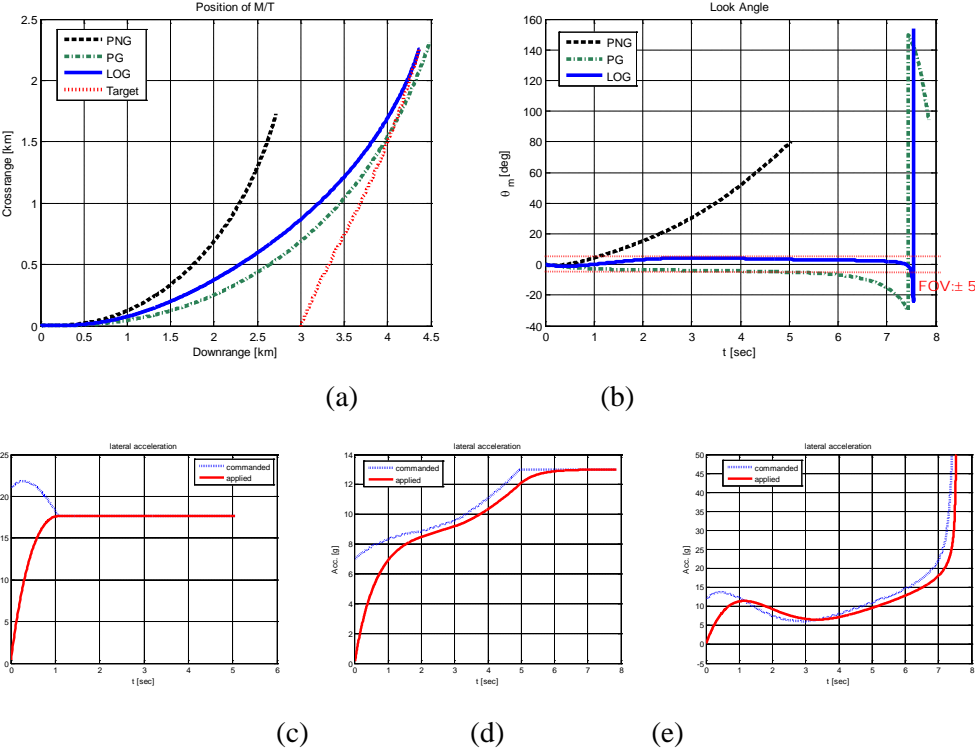 Position of M/T
2.5
2
1.5
1
0.5
0
Crossrange [km]
PNG
PG
LOG
Target
0 0.5 1 1.5 2 2.5 3 3.5 4 4.5
Downrange [km]
Look Angle
160
140
120
100
80
60
40
20
0
-20
-40
θ m [deg]
PNG
PG
LOG
FOV:± 5
0 1 2 3 4 5 6 7 8
t [sec]
(a) (b)
lateral acceleration
25
20
15
10
5
0
commanded
applied
0 1 2 3 4 5 6
t [sec]
lateral acceleration
14
12
10
8
6
4
2
0
Acc. [g]
commanded
applied
0 1 2 3 4 5 6 7 8
t [sec]
lateral acceleration
50
45
40
35
30
25
20
15
10
5
0
-5
Acc. [g]
commanded
applied
0 1 2 3 4 5 6 7 8
t [sec]
(c) (d) (e)